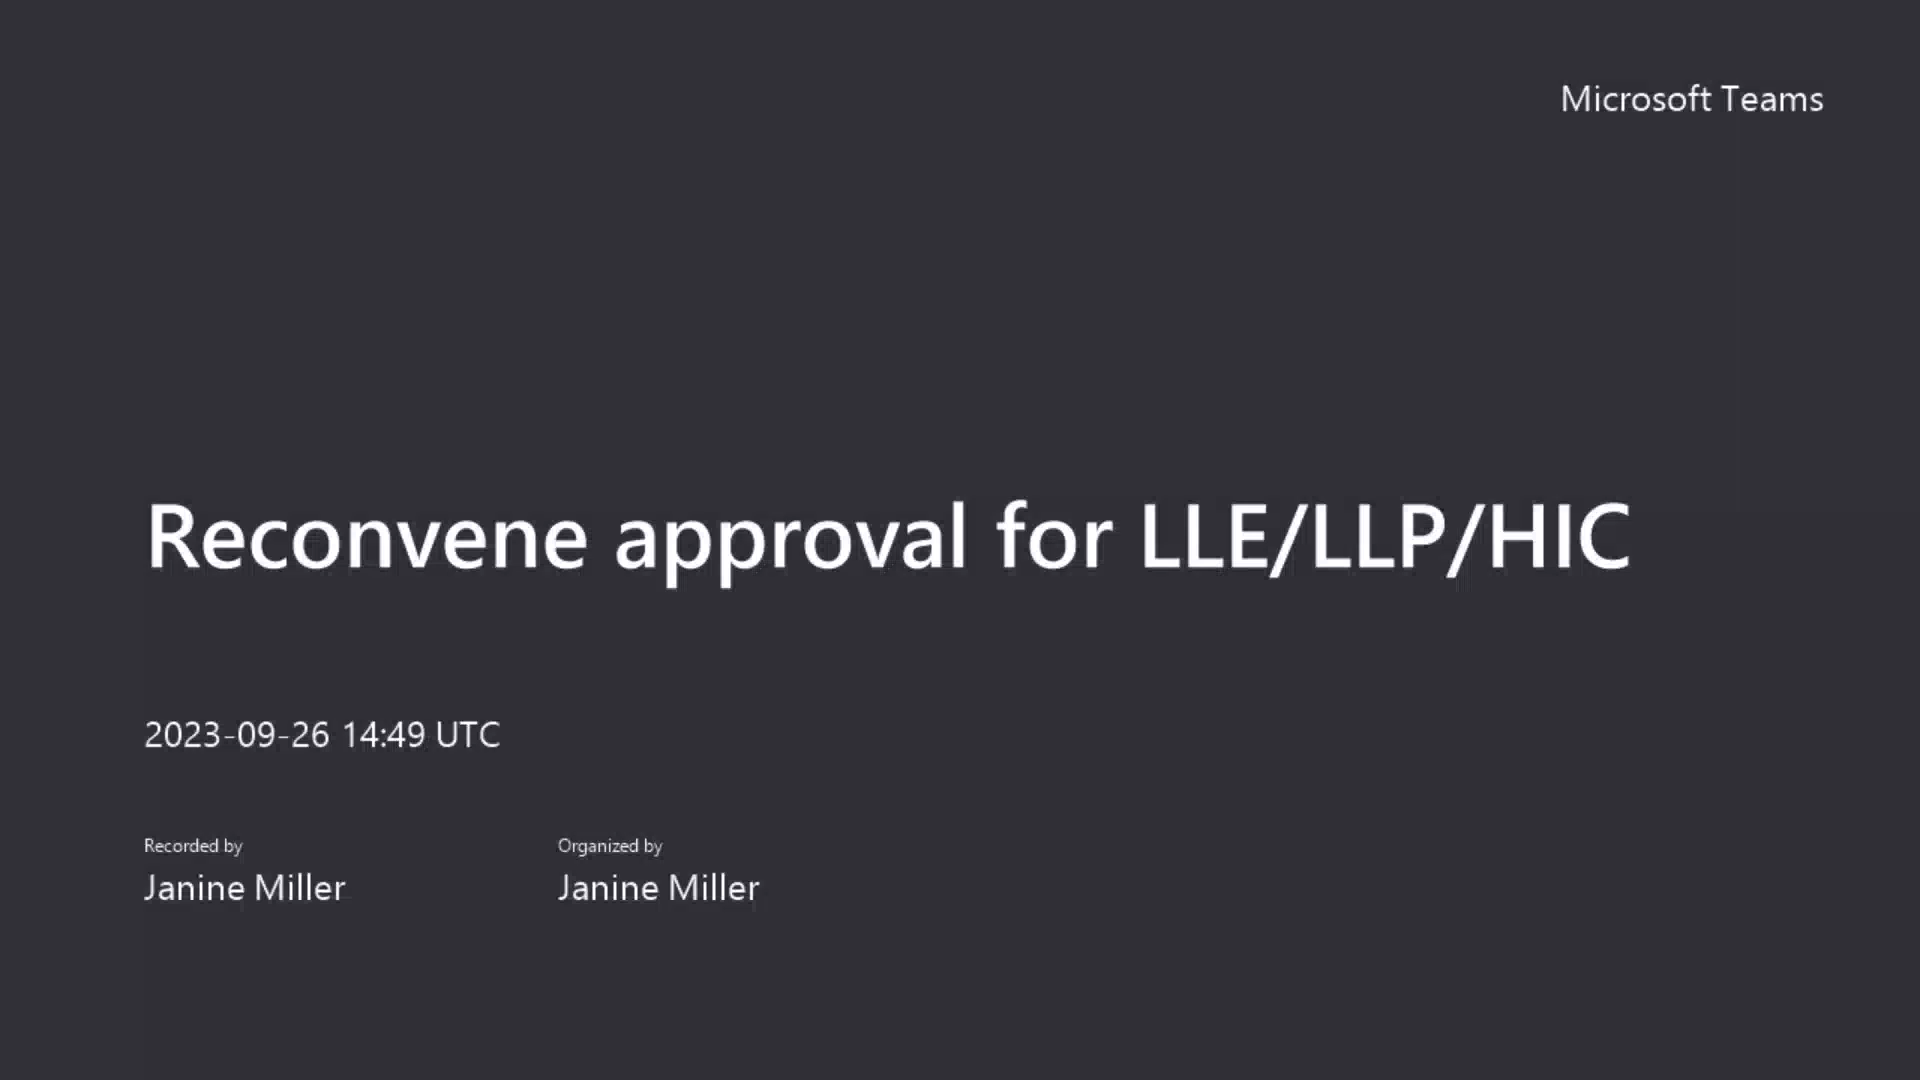 Microsoft Teams
Reconvene approval for LLE/LLP/HIC
2023-09-26 14:49 UTC
Recorded by
Janine Miller
Organized by
Janine Miller